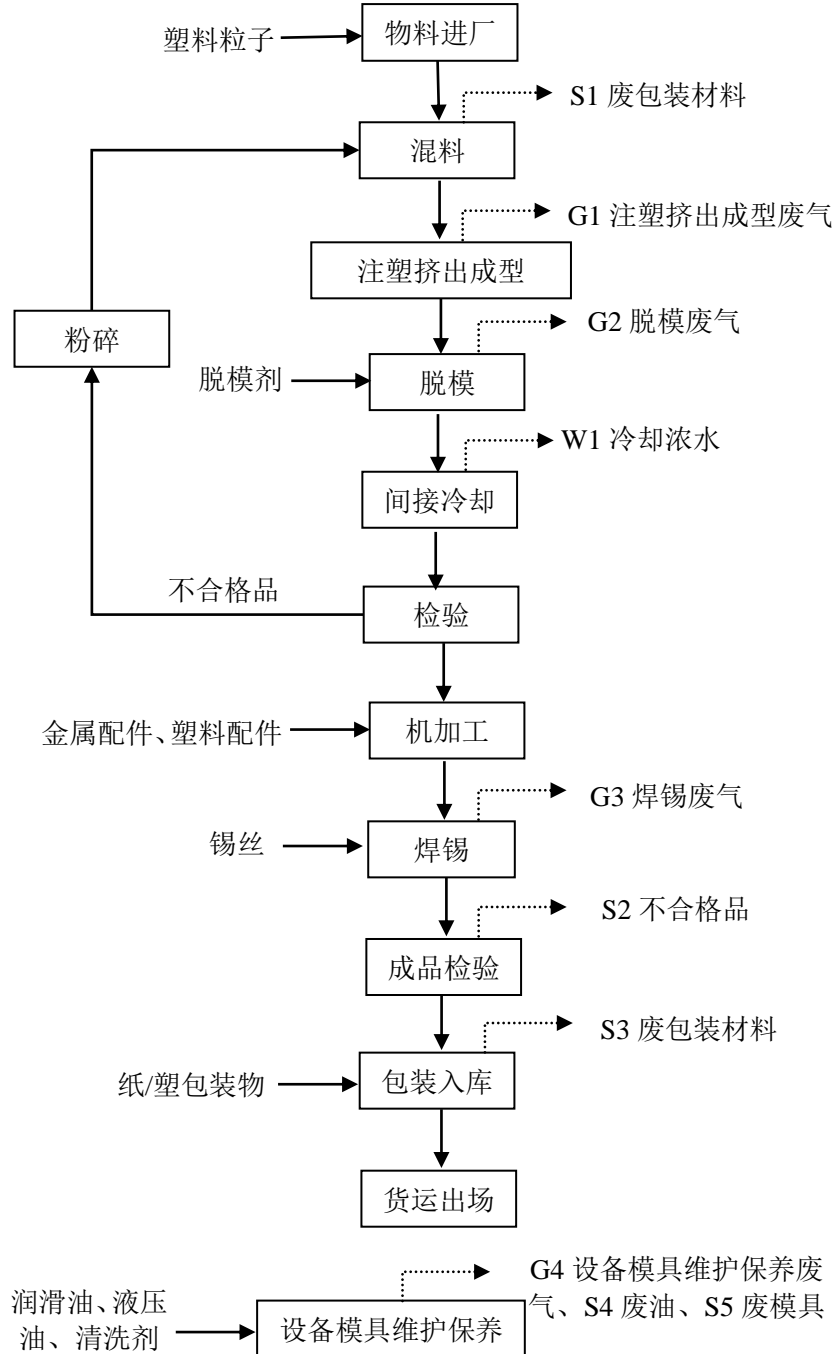 塑料粒子
物料进厂
S1 废包装材料
混料
G1 注塑挤出成型废气
注塑挤出成型
G2 脱模废气
粉碎
脱模剂
脱模
W1 冷却浓水
间接冷却
不合格品
检验
金属配件、塑料配件
机加工
G3 焊锡废气
锡丝
焊锡
S2 不合格品
成品检验
S3 废包装材料
纸/塑包装物
包装入库
货运出场
G4 设备模具维护保养废
气、S4 废油、S5 废模具
润滑油、液压
油、清洗剂
设备模具维护保养